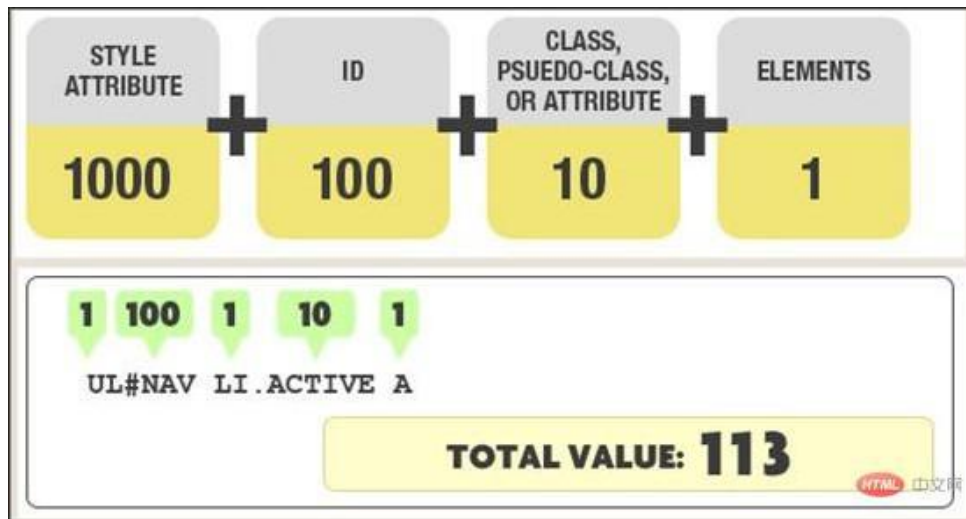 STYLE
ATTRIBUTE
ID
CLASS,
PSUEDO-CLASS,
OR ATTRIBUTE
ELEMENTS
+ + +
1000 100 10 1
1 100 1 10 1
UL#NAV LI.ACTIVE A
TOTAL VALUE: 113
HTML 中文网